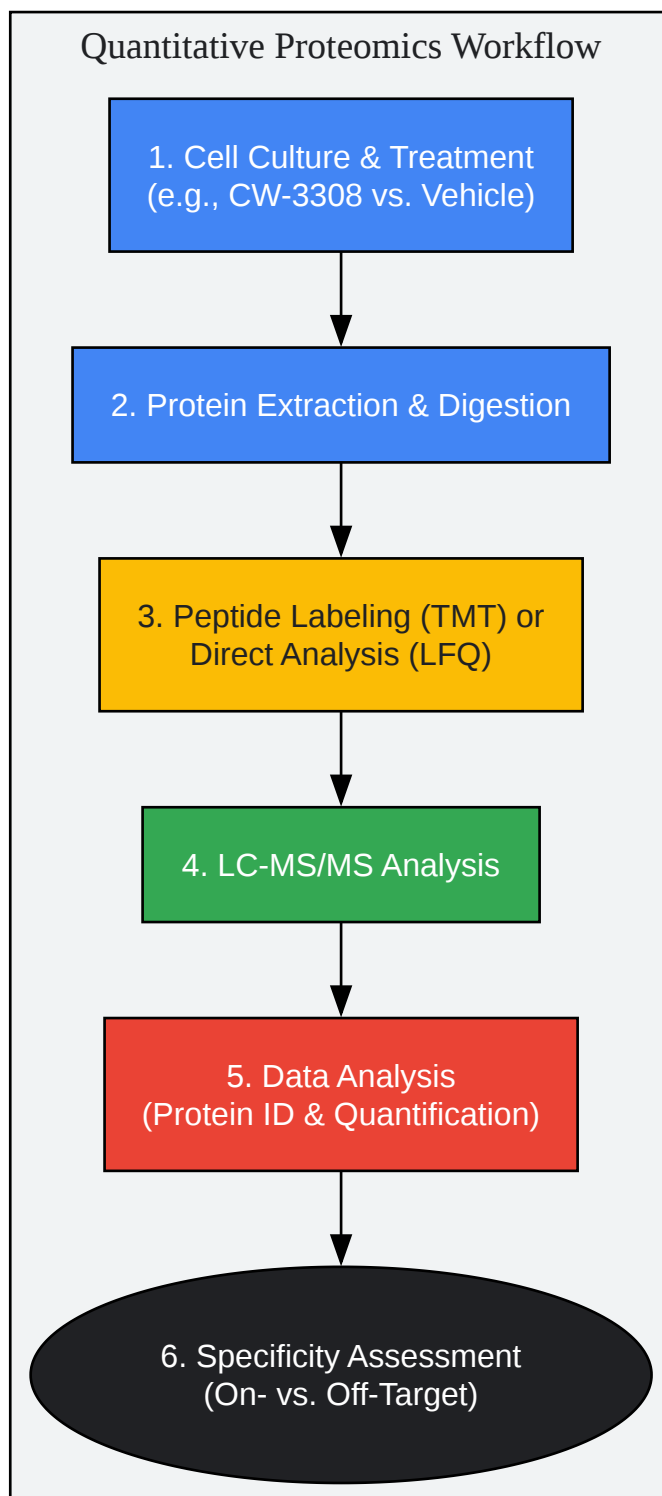 Quantitative Proteomics Workflow
1. Cell Culture & Treatment
(e.g., CW-3308 vs. Vehicle)
2. Protein Extraction & Digestion
3. Peptide Labeling (TMT) or
Direct Analysis (LFQ)
4. LC-MS/MS Analysis
5. Data Analysis
(Protein ID & Quantification)
6. Specificity Assessment
(On- vs. Off-Target)